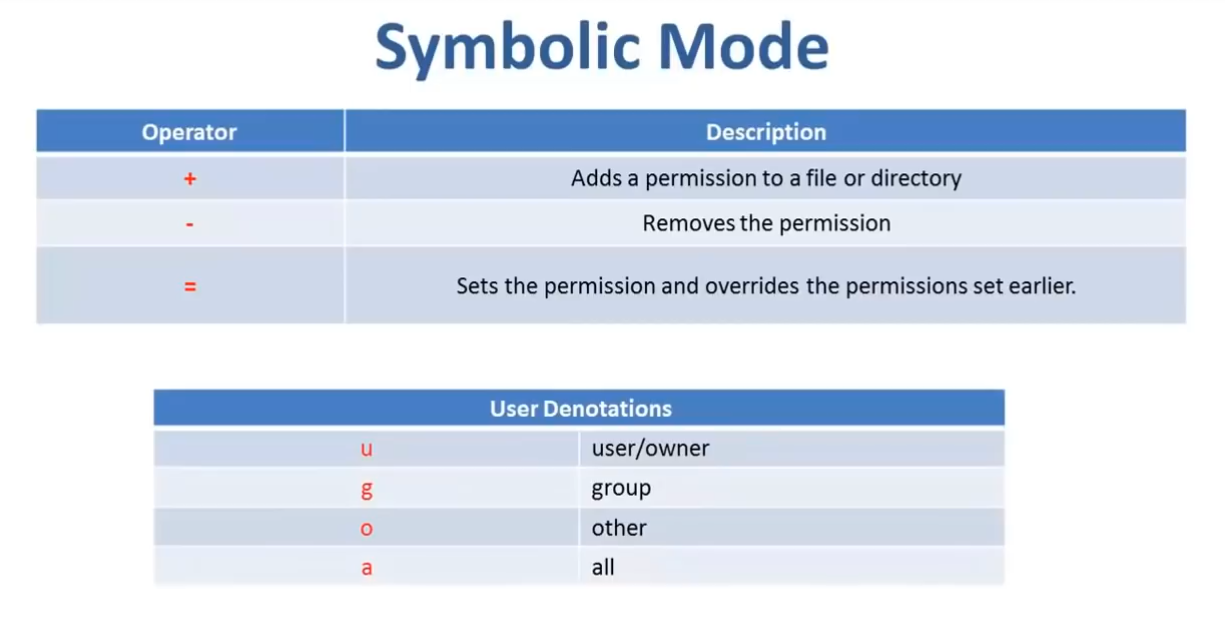 Symbolic Mode
Operator Description
+ Adds a permission to a file or directory
- Removes the permission
= Sets the permission and overrides the permissions set earlier.
User Denotations
u user/owner
g group
o other
a all